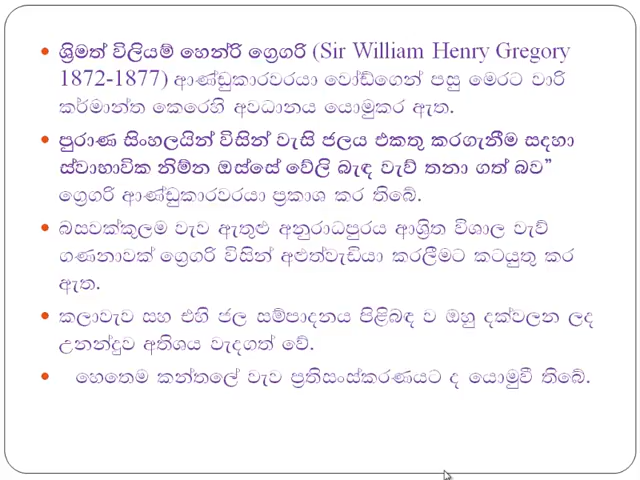 • ශ්‍රීමත් විලියම් හෙන්රි ග්‍රෙගරි (Sir William Henry Gregory
1872-1877) ආණ්ඩුකාරවරයා වෝඩ්ගෙන් පසු මෙරට වාරි
කර්මාන්ත කෙරෙහි අවධානය යොමුකර ඇත.
• පුරාණ සිංහලයින් විසින් වැසි ජලය එකතු කරගැනීම සදහා
ස්වාභාවික නිම්න ඔස්සේ වේලි බැඳ වැව් තනා ගත් බව”
ග්‍රෙගරි ආණ්ඩුකාරවරයා ප්‍රකාශ කර තිබේ.
• බසවක්කුලම වැව ඇතුළු අනුරාධපුරය ආශ්‍රිත විශාල වැව්
ගණනාවක් ග්‍රෙගරි විසින් අළුත්වැඩියා කරලීමට කටයුතු කර
ඇත.
• කලාවැව සහ එහි ජල සම්පාදනය පිළිබඳ ව ඔහු දක්වලන ලද
උනන්දුව අතිශය වැදගත් වේ.
• හෙතෙම කන්තලේ වැව ප්‍රතිසංස්කරණයට ද යොමුවී තිබේ.